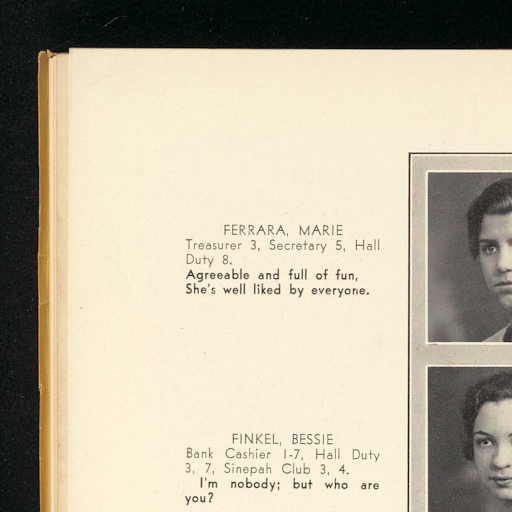 FERRARA, MARIE
Treasurer 3, Secretary 5, Hall
Duty 8.
Agreeable and full of fun,
She's well liked by everyone.
FINKEL, BESSIE
Bank Cashier 1-7, Hall Duty
3, 7, Sinepah Club 3, 4.
I'm nobody; but who are
you?